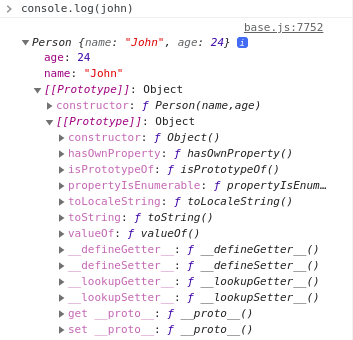 console.log(john)
base.js:7752
Person {name: "John", age: 24} i
age: 24
name: "John"
[[Prototype]]: Object
constructor: ƒ Person(name,age)
[[Prototype]]: Object
constructor: ƒ Object()
hasOwnProperty: ƒ hasOwnProperty()
isPrototypeOf: ƒ isPrototypeOf()
propertyIsEnumerable: ƒ propertyIsEnum…
toLocaleString: ƒ toLocaleString()
toString: ƒ toString()
valueOf: ƒ valueOf()
__defineGetter__: ƒ __defineGetter__()
__defineSetter__: ƒ __defineSetter__()
__lookupGetter__: ƒ __lookupGetter__()
__lookupSetter__: ƒ __lookupSetter__()
get __proto__: ƒ __proto__()
set __proto__: ƒ __proto__()